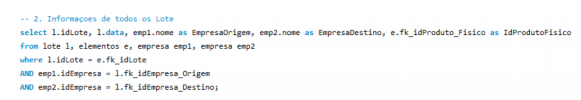 -- 2. Informaçoes de todos os Lote
select l.idLote, l.data, emp1.nome as EmpresaOrigem, emp2.nome as EmpresaDestino, e.fk_idProduto_Fisico as IdProdutoFisico
from lote l, elementos e, empresa emp1, empresa emp2
where l.idLote = e.fk_idLote
AND emp1.idEmpresa = l.fk_idEmpresa_Origem
AND emp2.idEmpresa = l.fk_idEmpresa_Destino;